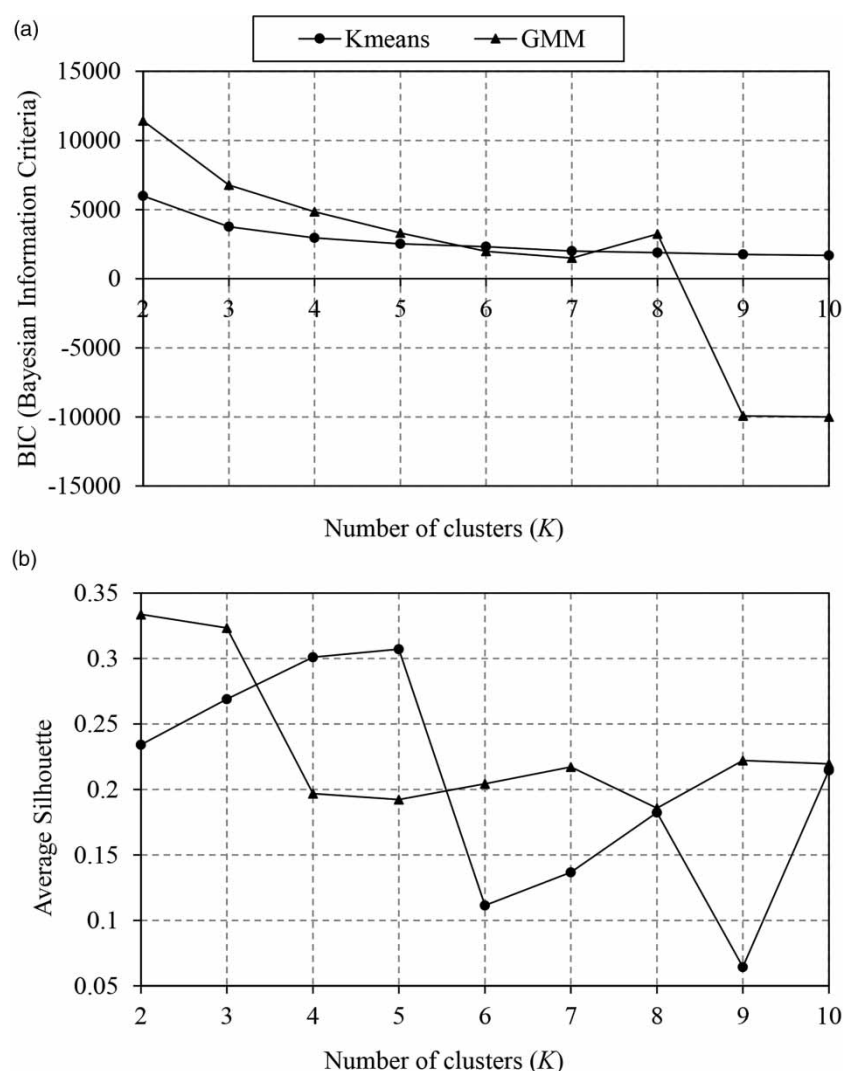 (a)
Kmeans GMM
15000
10000
5000
0
-5000
-10000
-15000
2 3 4 5 6 7 8 9 10
BIC (Bayesian Information Criteria)
Number of clusters (K)
(b)
0.35
0.3
0.25
0.2
0.15
0.1
0.05
2 3 4 5 6 7 8 9 10
Average Silhouette
Number of clusters (K)